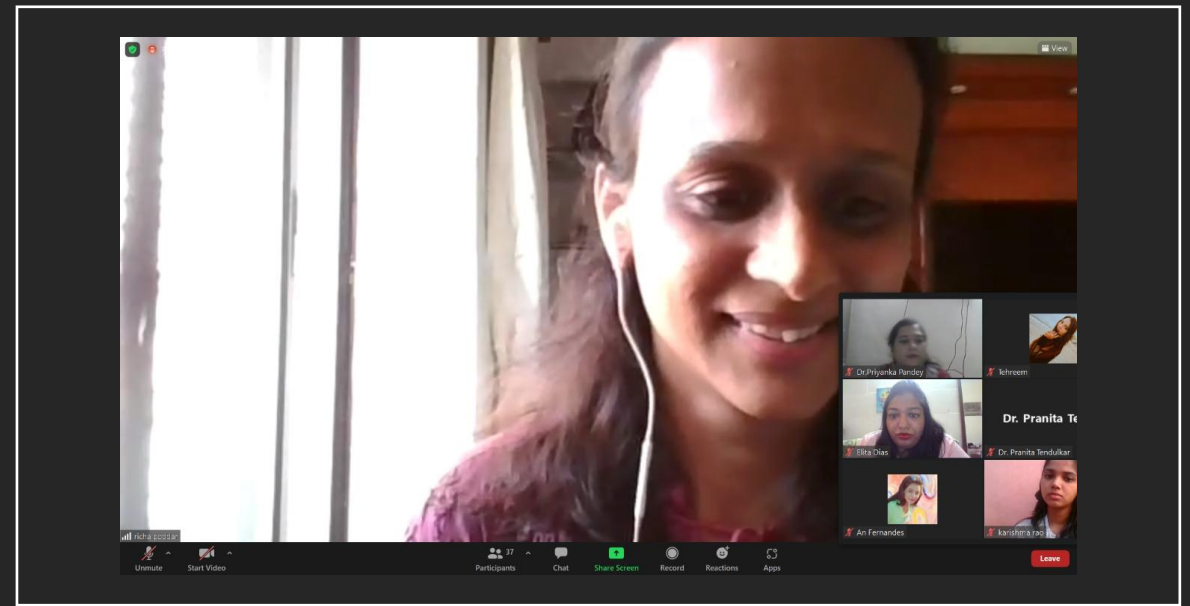 View
Dr.Priyanka Pandey
Tehreem
Elita Dias
Dr. Pranita Te
Dr. Pranita Tendulkar
An Fernandes
karishma rao
richa poddar
Unmute
Start Video
37
Participants
Chat
Share Screen
Record
Reactions
Apps
Leave